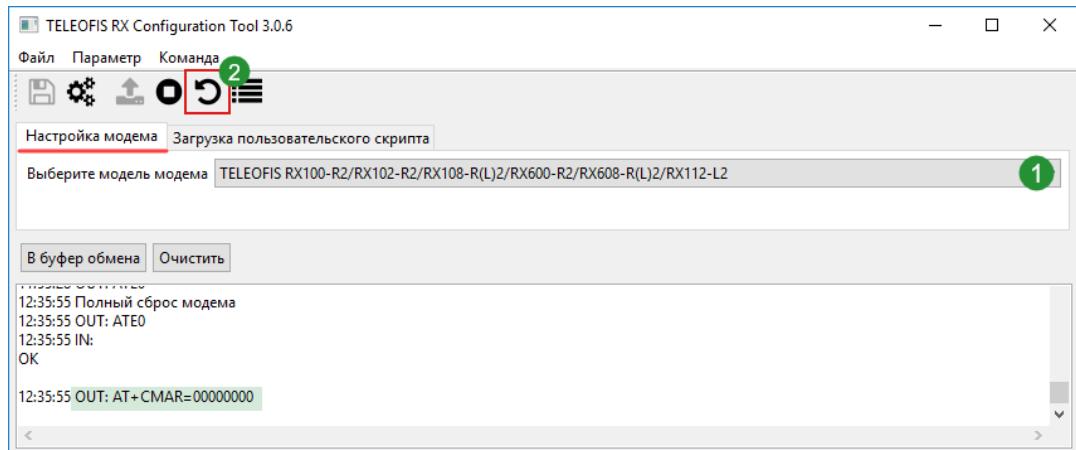 TELEOFIS RX Configuration Tool 3.0.6
Файл Параметр Команда
2
Настройка модема Загрузка пользовательского скрипта
Выберите модель модема TELEOFIS RX100-R2/RX102-R2/RX108-R(L)2/RX600-R2/RX608-R(L)2/RX112-L2 1
В буфер обмена Очистить
12:35:55 Полный сброс модема
12:35:55 OUT: ATE0
12:35:55 IN:
OK
12:35:55 OUT: AT+CMAR=00000000